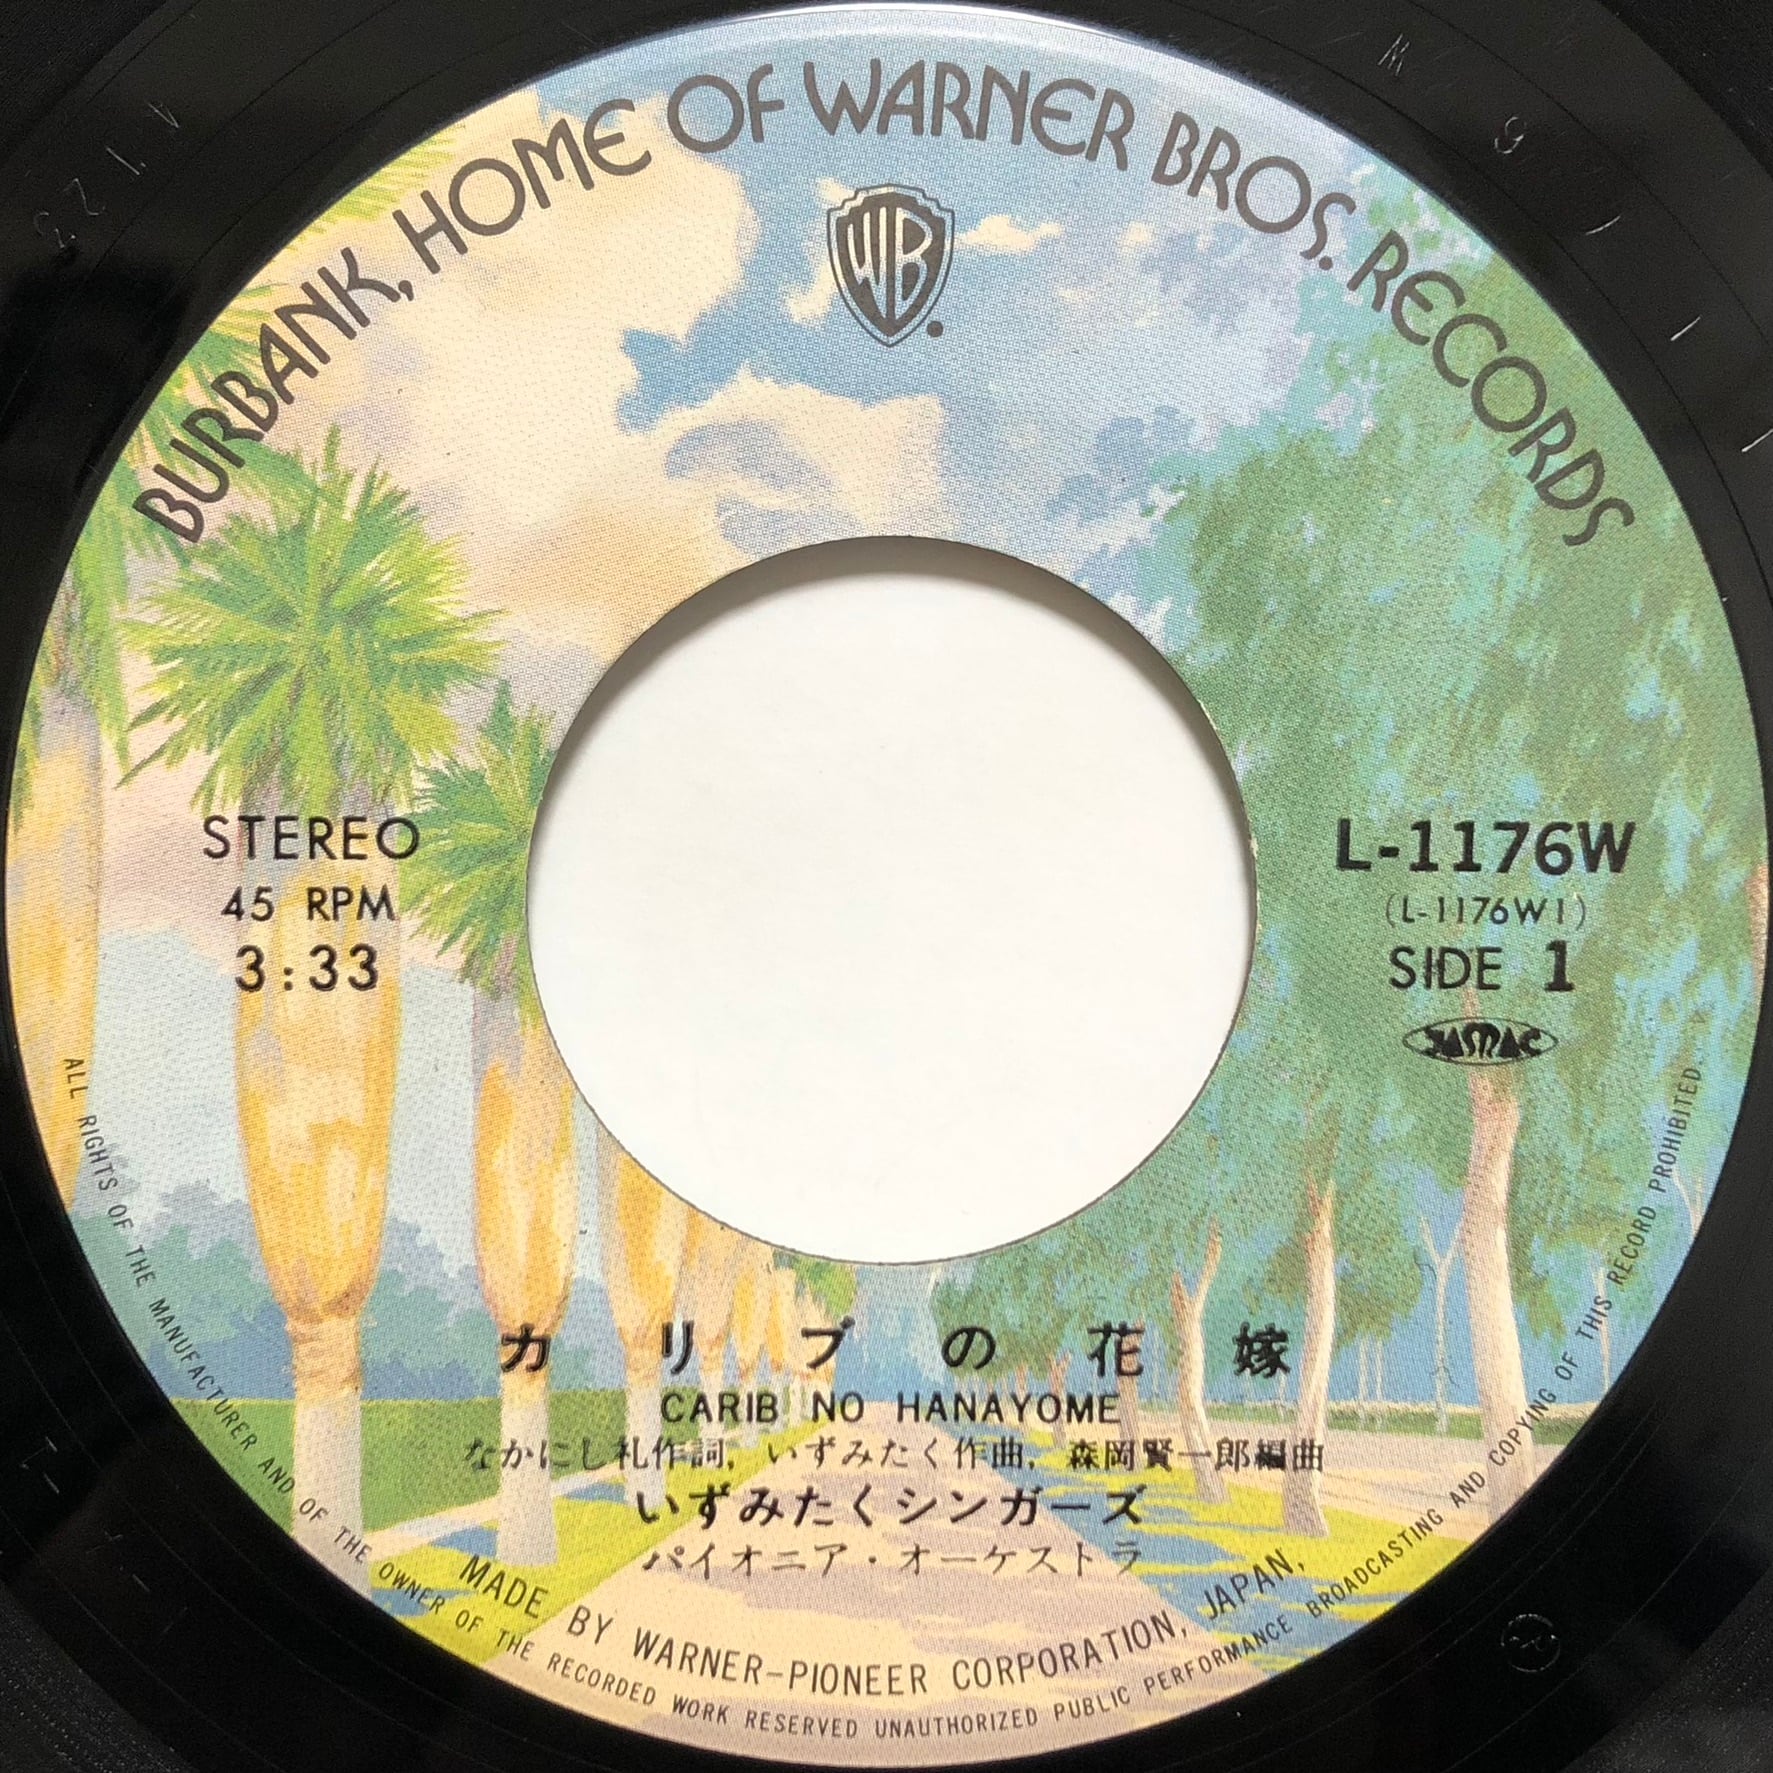 BURBANK, HOME OF WARNER BROS. RECORDS
WB
STEREO
45 RPM
3:33
L-1176W
(L-1176W1)
SIDE 1
JASRAC
カリブの花嫁
CARIB NO HANAYOME
なかにし礼作詞, いずみたく作曲, 森岡賢一郎編曲
いずみたくシンガーズ
パイオニア・オーケストラ
MADE BY WARNER-PIONEER CORPORATION, JAPAN,
ALL RIGHTS OF THE MANUFACTURER AND OF THE OWNER OF THE RECORDED WORK RESERVED UNAUTHORIZED PUBLIC PERFORMANCE BROADCASTING AND COPYING OF THIS RECORD PROHIBITED.